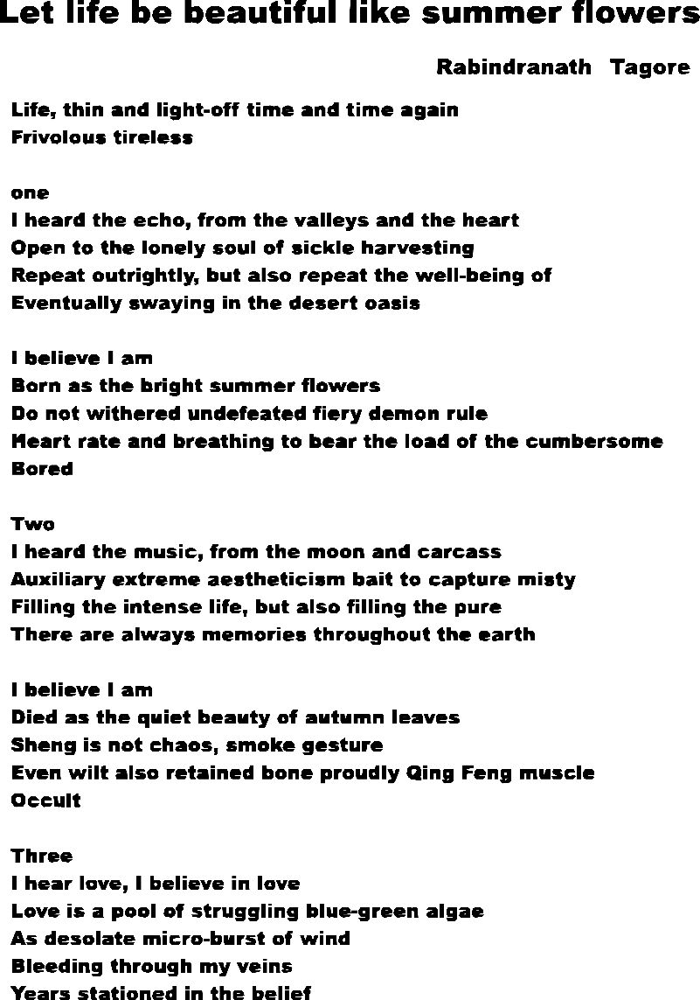 Let life be beautiful like summer flowers
Rabindranath Tagore
Life, thin and light-off time and time again
Frivolous tireless
one
I heard the echo, from the valleys and the heart
Open to the lonely soul of sickle harvesting
Repeat outrightly, but also repeat the well-being of
Eventually swaying in the desert oasis
I believe I am
Born as the bright summer flowers
Do not withered undefeated fiery demon rule
Heart rate and breathing to bear the load of the cumbersome
Bored
Two
I heard the music, from the moon and carcass
Auxiliary extreme aestheticism bait to capture misty
Filling the intense life, but also filling the pure
There are always memories throughout the earth
I believe I am
Died as the quiet beauty of autumn leaves
Sheng is not chaos, smoke gesture
Even wilt also retained bone proudly Qing Feng muscle
Occult
Three
I hear love, I believe in love
Love is a pool of struggling blue-green algae
As desolate micro-burst of wind
Bleeding through my veins
Years stationed in the belief